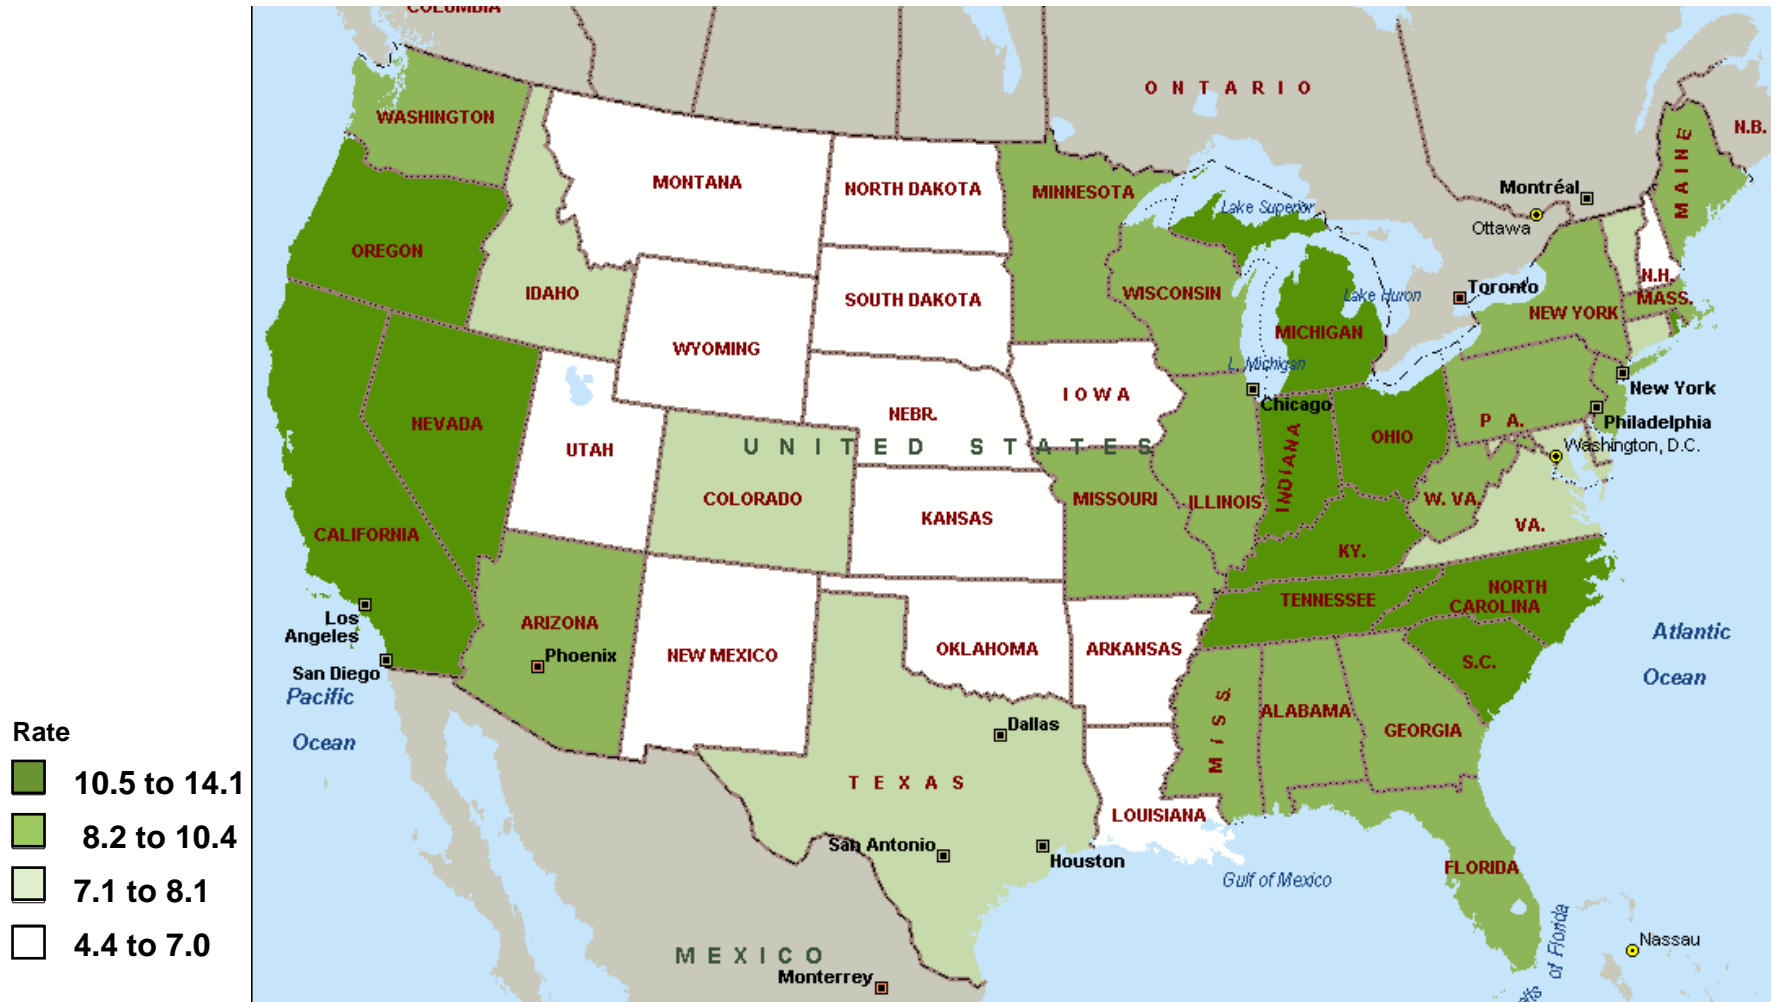 COLUMBIA
ONTARIO
N.B.
WASHINGTON
MAINE
MONTANA
NORTH DAKOTA
MINNESOTA
Montréal
Lake Superior
Ottawa
OREGON
IDAHO
SOUTH DAKOTA
WISCONSIN
Lake Huron
Toronto
N.H.
MASS.
NEW YORK
MICHIGAN
WYOMING
L. Michigan
IOWA
Chicago
New York
NEBR.
NEVADA
UTAH
UNITED STATES
INDIANA
OHIO
P A.
Philadelphia
Washington, D.C.
COLORADO
MISSOURI
ILLINOIS
W. VA.
VA.
KANSAS
CALIFORNIA
KY.
NORTH
CAROLINA
TENNESSEE
Los
Angeles
ARIZONA
Phoenix
NEW MEXICO
OKLAHOMA
ARKANSAS
S.C.
Atlantic
Ocean
San Diego
Pacific
Ocean
MISS.
ALABAMA
GEORGIA
Dallas
TEXAS
LOUISIANA
San Antonio
Houston
FLORIDA
Gulf of Mexico
of Florida
Nassau
MEXICO
Monterrey
Rate
10.5 to 14.1
8.2 to 10.4
7.1 to 8.1
4.4 to 7.0